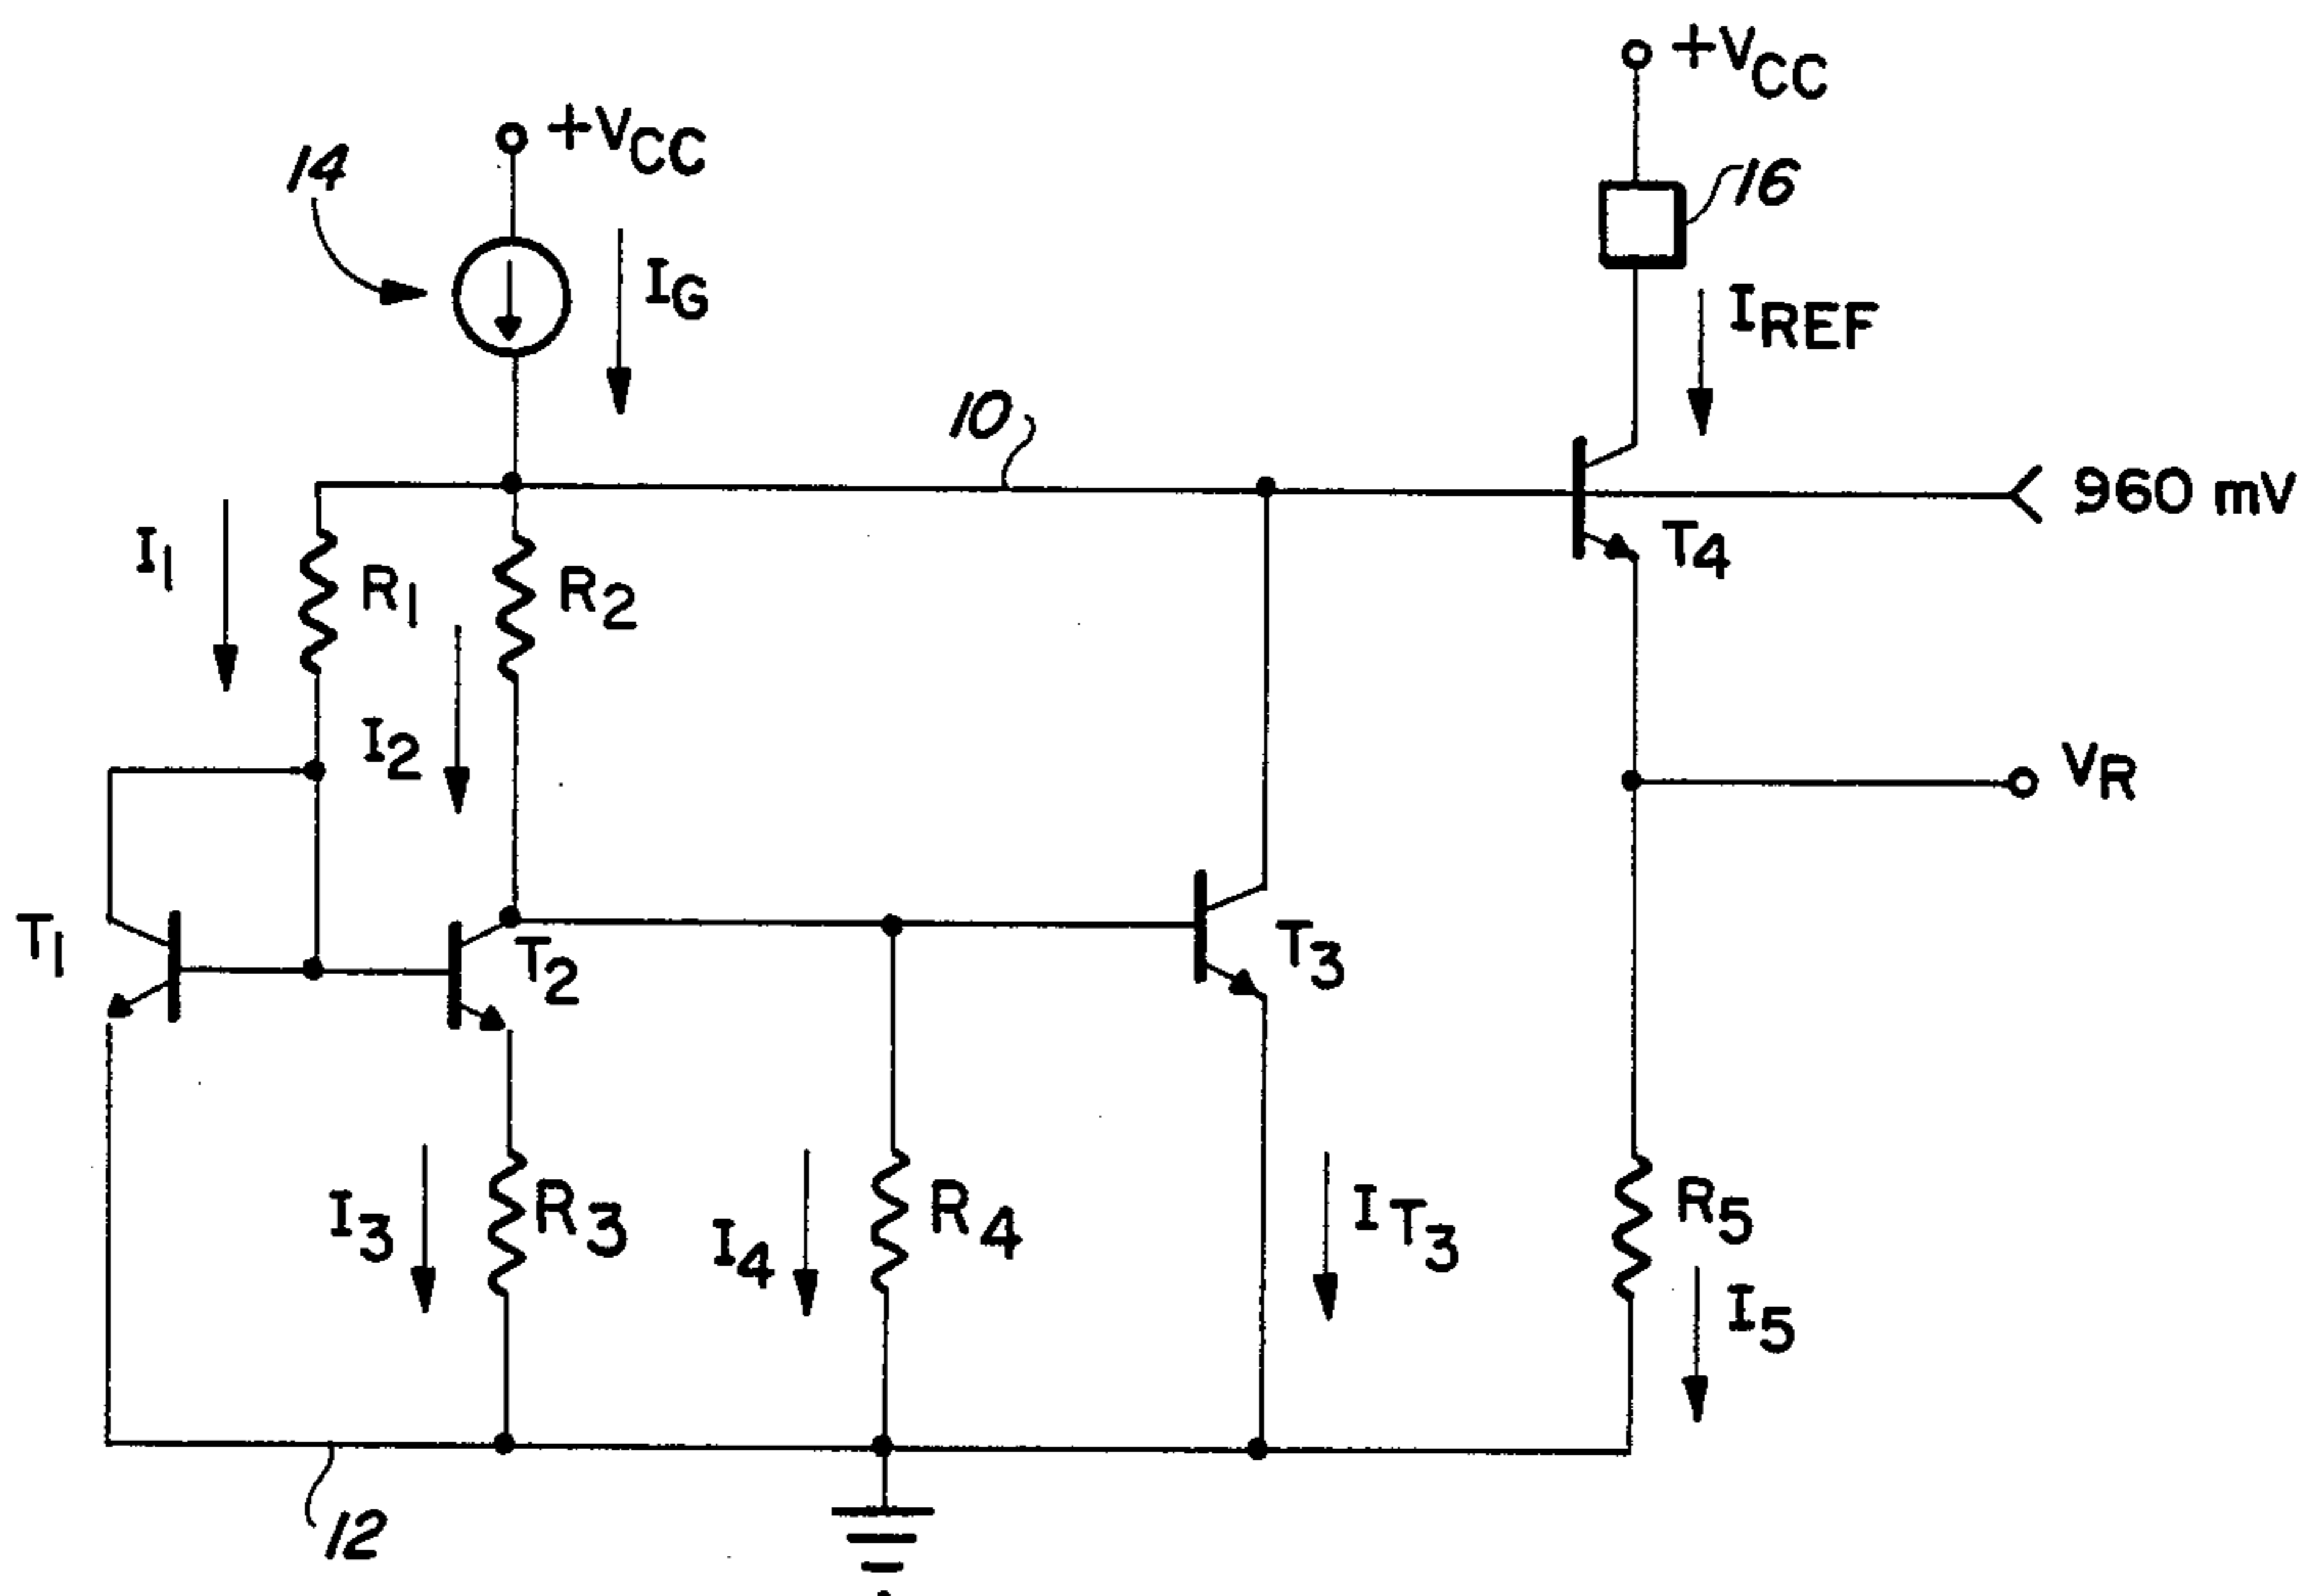 +VCC
+VCC
14
16
IG
IREF
10
960 mV
T4
I1
R1
R2
I2
VR
T1
T2
T3
I3
R3
I4
R4
IT3
R5
I5
12